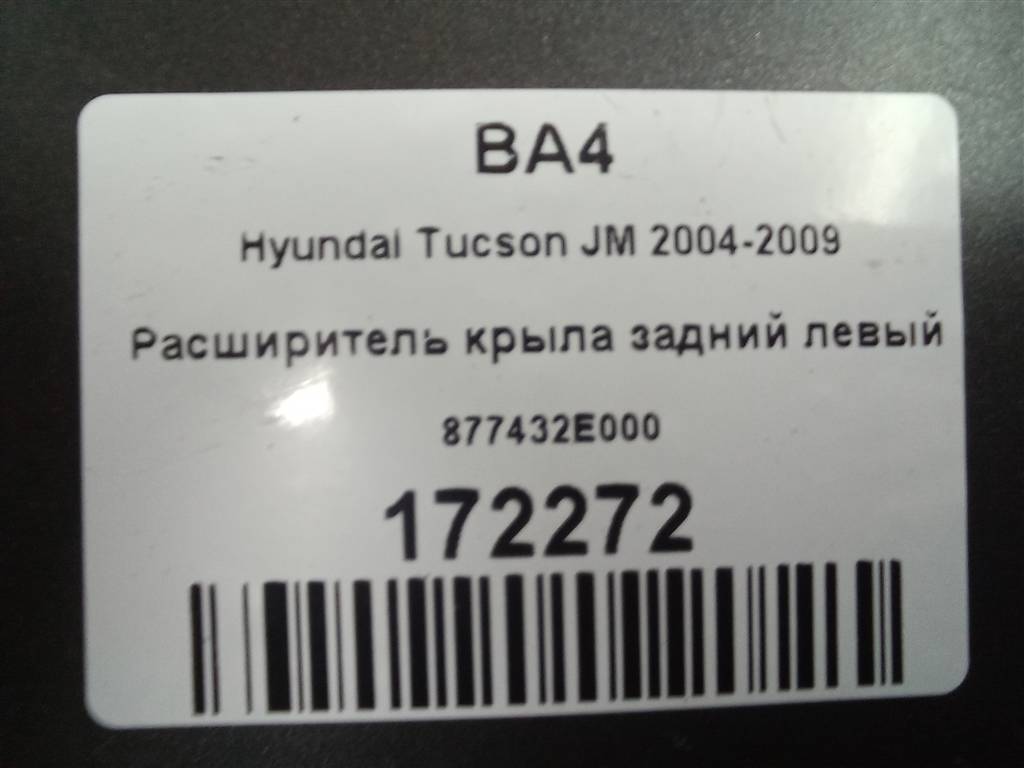 BA4
Hyundai Tucson JM 2004-2009
Расширитель крыла задний левый
877432E000
172272